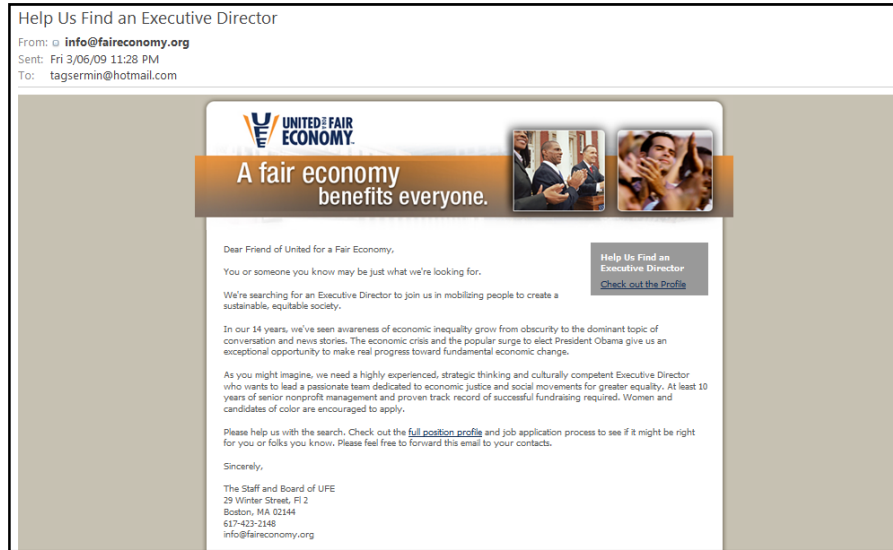 Help Us Find an Executive Director
From: info@faireconomy.org
Sent: Fri 3/06/09 11:28 PM
To: tagsermin@hotmail.com
UNITED FOR A FAIR
ECONOMY
A fair economy
benefits everyone.
Dear Friend of United for a Fair Economy,
You or someone you know may be just what we're looking for.
We're searching for an Executive Director to join us in mobilizing people to create a
sustainable, equitable society.
Help Us Find an
Executive Director
Check out the Profile
In our 14 years, we've seen awareness of economic inequality grow from obscurity to the dominant topic of
conversation and news stories. The economic crisis and the popular surge to elect President Obama give us an
exceptional opportunity to make real progress toward fundamental economic change.
As you might imagine, we need a highly experienced, strategic thinking and culturally competent Executive Director
who wants to lead a passionate team dedicated to economic justice and social movements for greater equality. At least 10
years of senior nonprofit management and proven track record of successful fundraising required. Women and
candidates of color are encouraged to apply.
Please help us with the search. Check out the full position profile and job application process to see if it might be right
for you or folks you know. Please feel free to forward this email to your contacts.
Sincerely,
The Staff and Board of UFE
29 Winter Street, Fl 2
Boston, MA 02144
617-423-2148
info@faireconomy.org